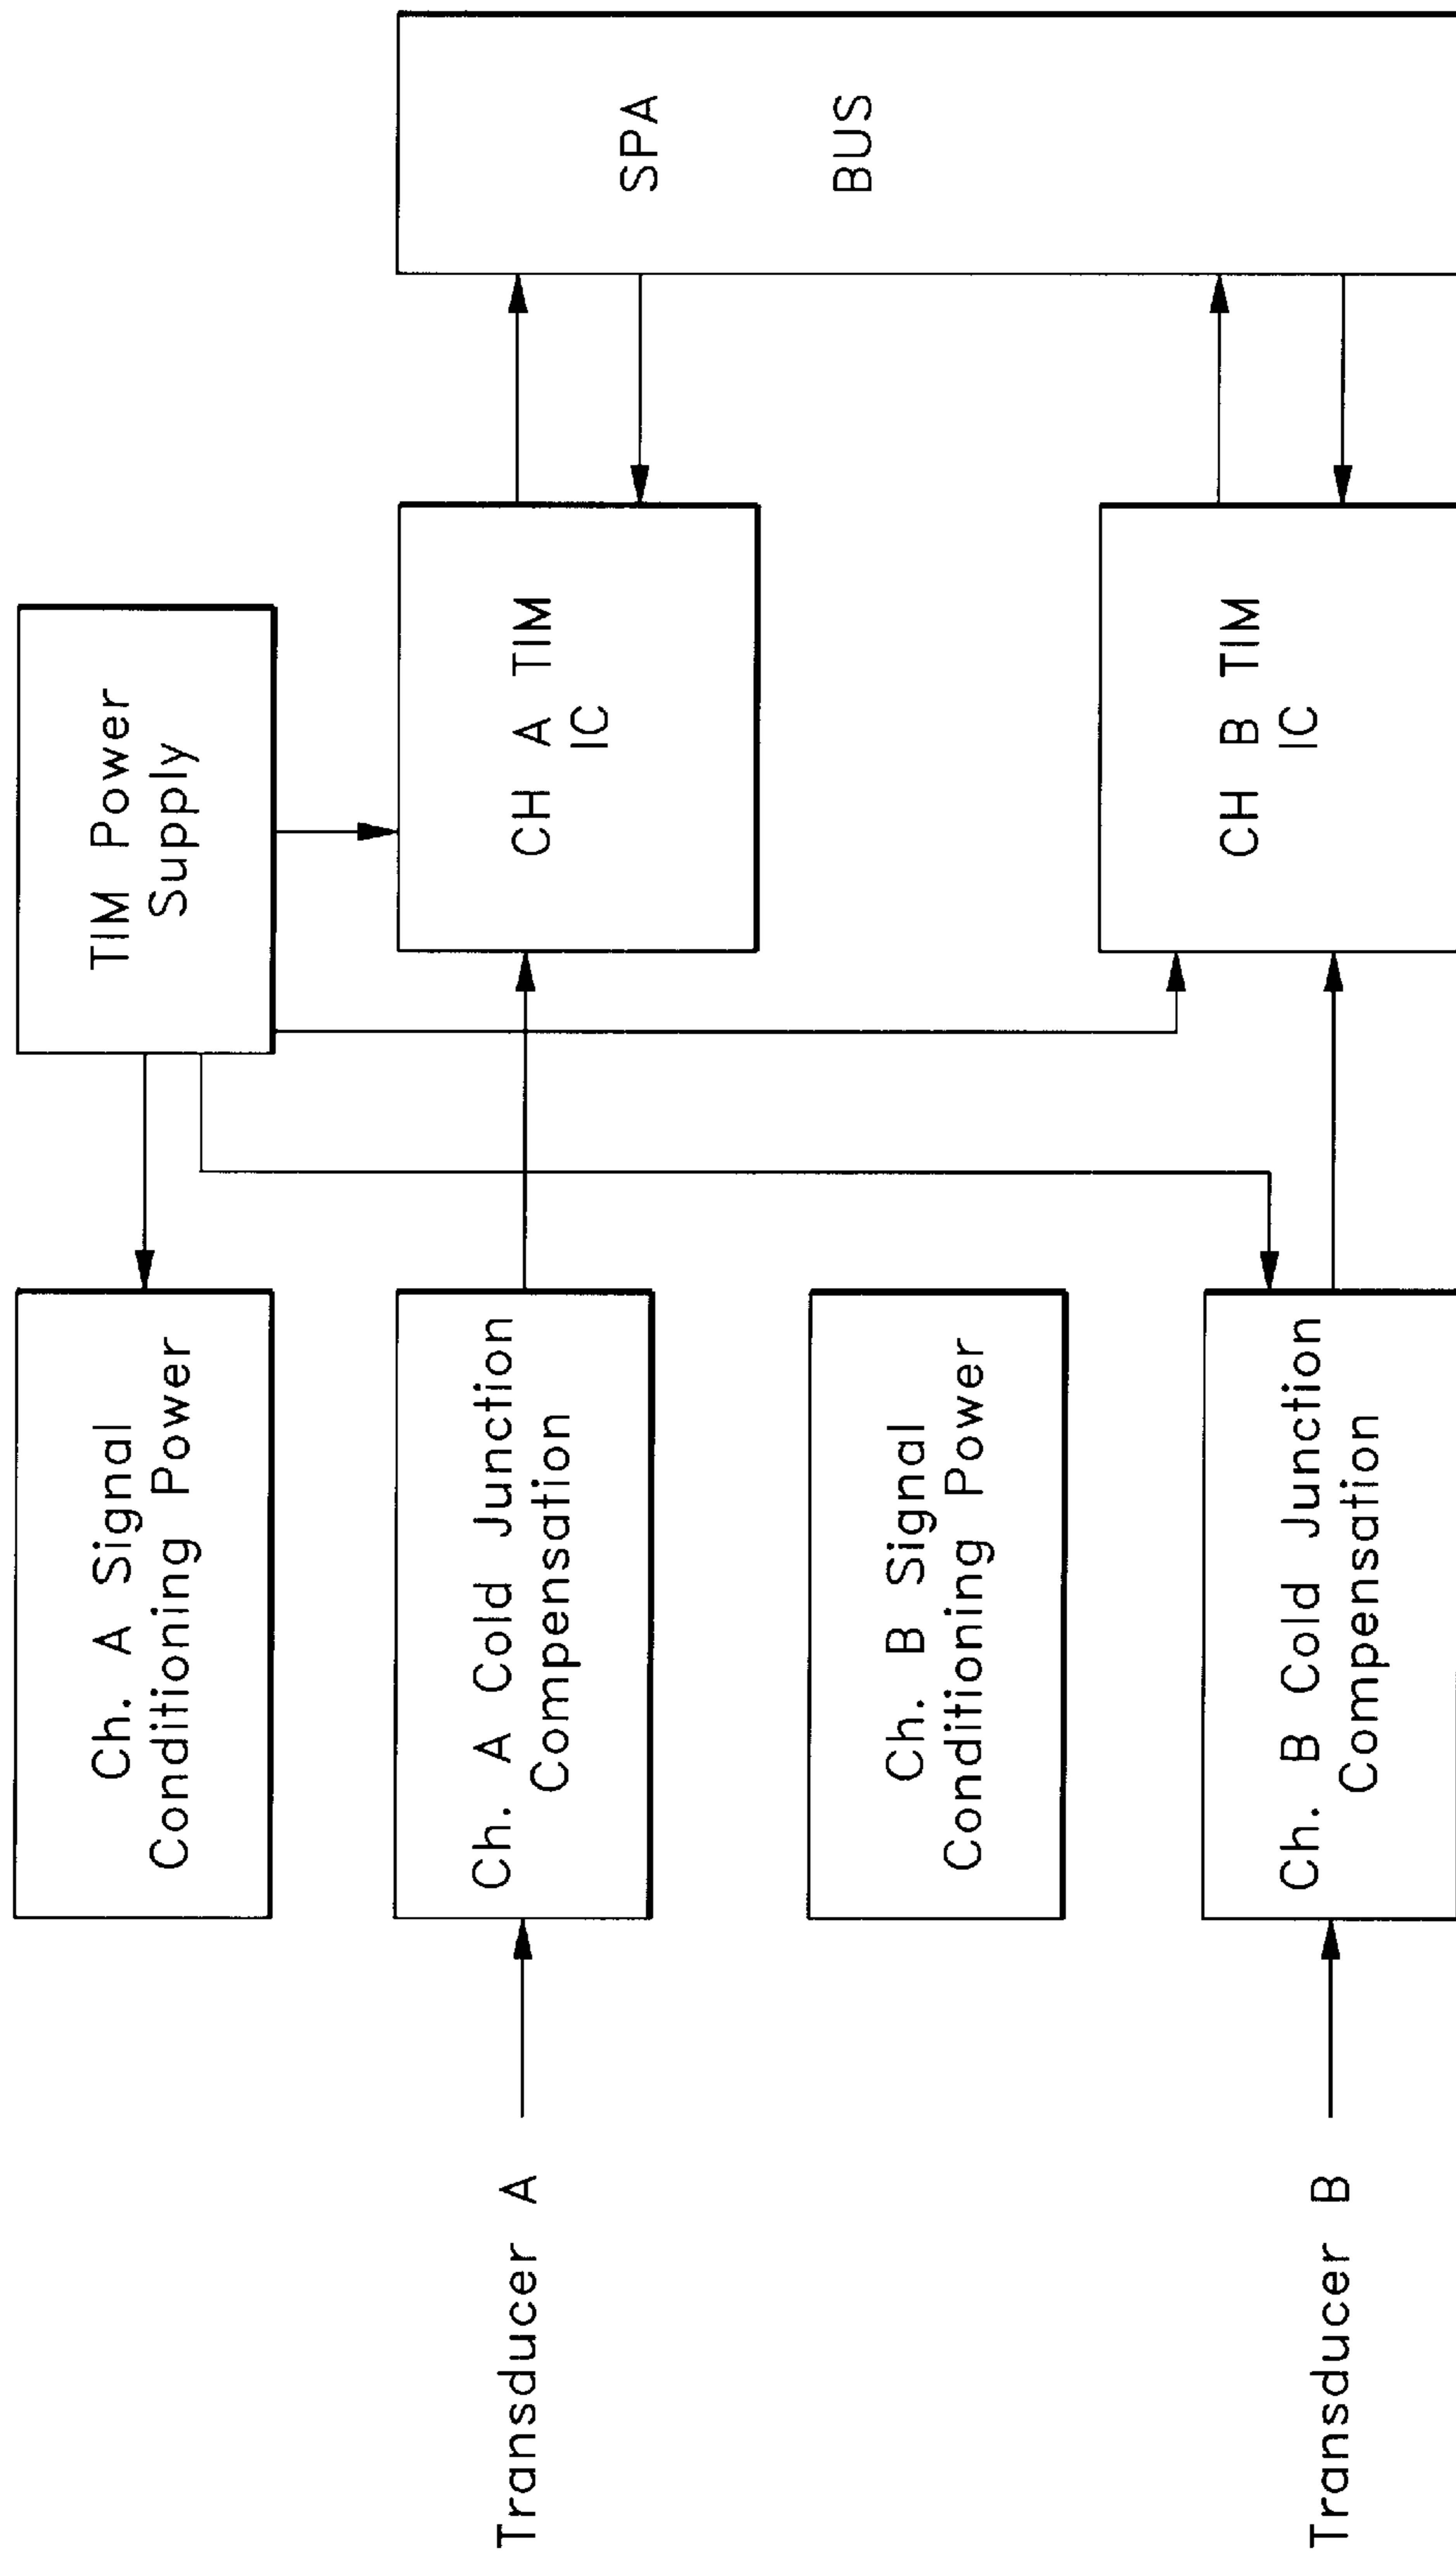 TIM Power
Supply
Ch. A Signal
Conditioning Power
Transducer A
Ch. A Cold Junction
Compensation
CH A TIM
IC
SPA
BUS
Ch. B Signal
Conditioning Power
Transducer B
Ch. B Cold Junction
Compensation
CH B TIM
IC